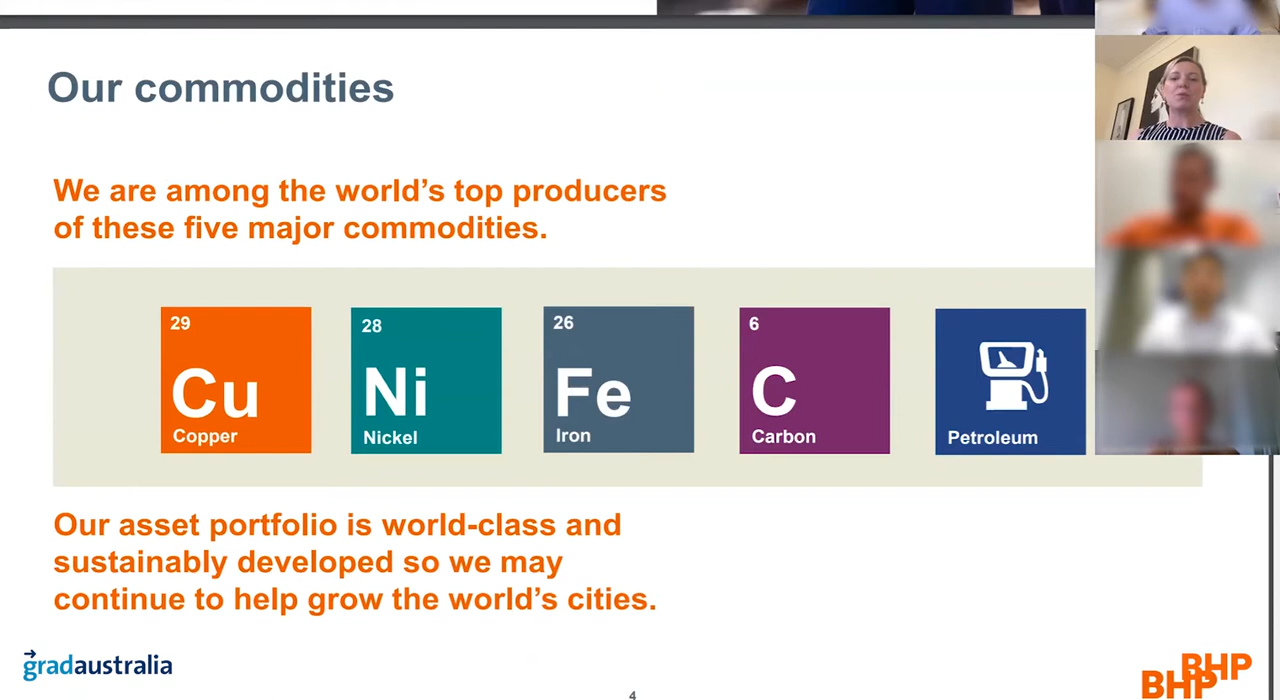 Our commodities
We are among the world’s top producers
of these five major commodities.
29
Cu
Copper
28
Ni
Nickel
26
Fe
Iron
6
C
Carbon
Petroleum
Our asset portfolio is world-class and
sustainably developed so we may
continue to help grow the world’s cities.
gradaustralia
4
BHP
BHP